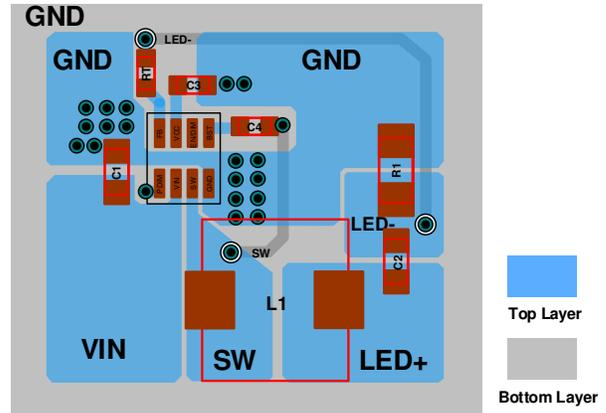 GND
LED-
GND
GND
RT
C3
C4
FB
VCC
EN/DIM
BST
C1
R1
PDIM
VIN
SW
GND
LED-
SW
C2
L1
VIN
SW
LED+
Top Layer
Bottom Layer